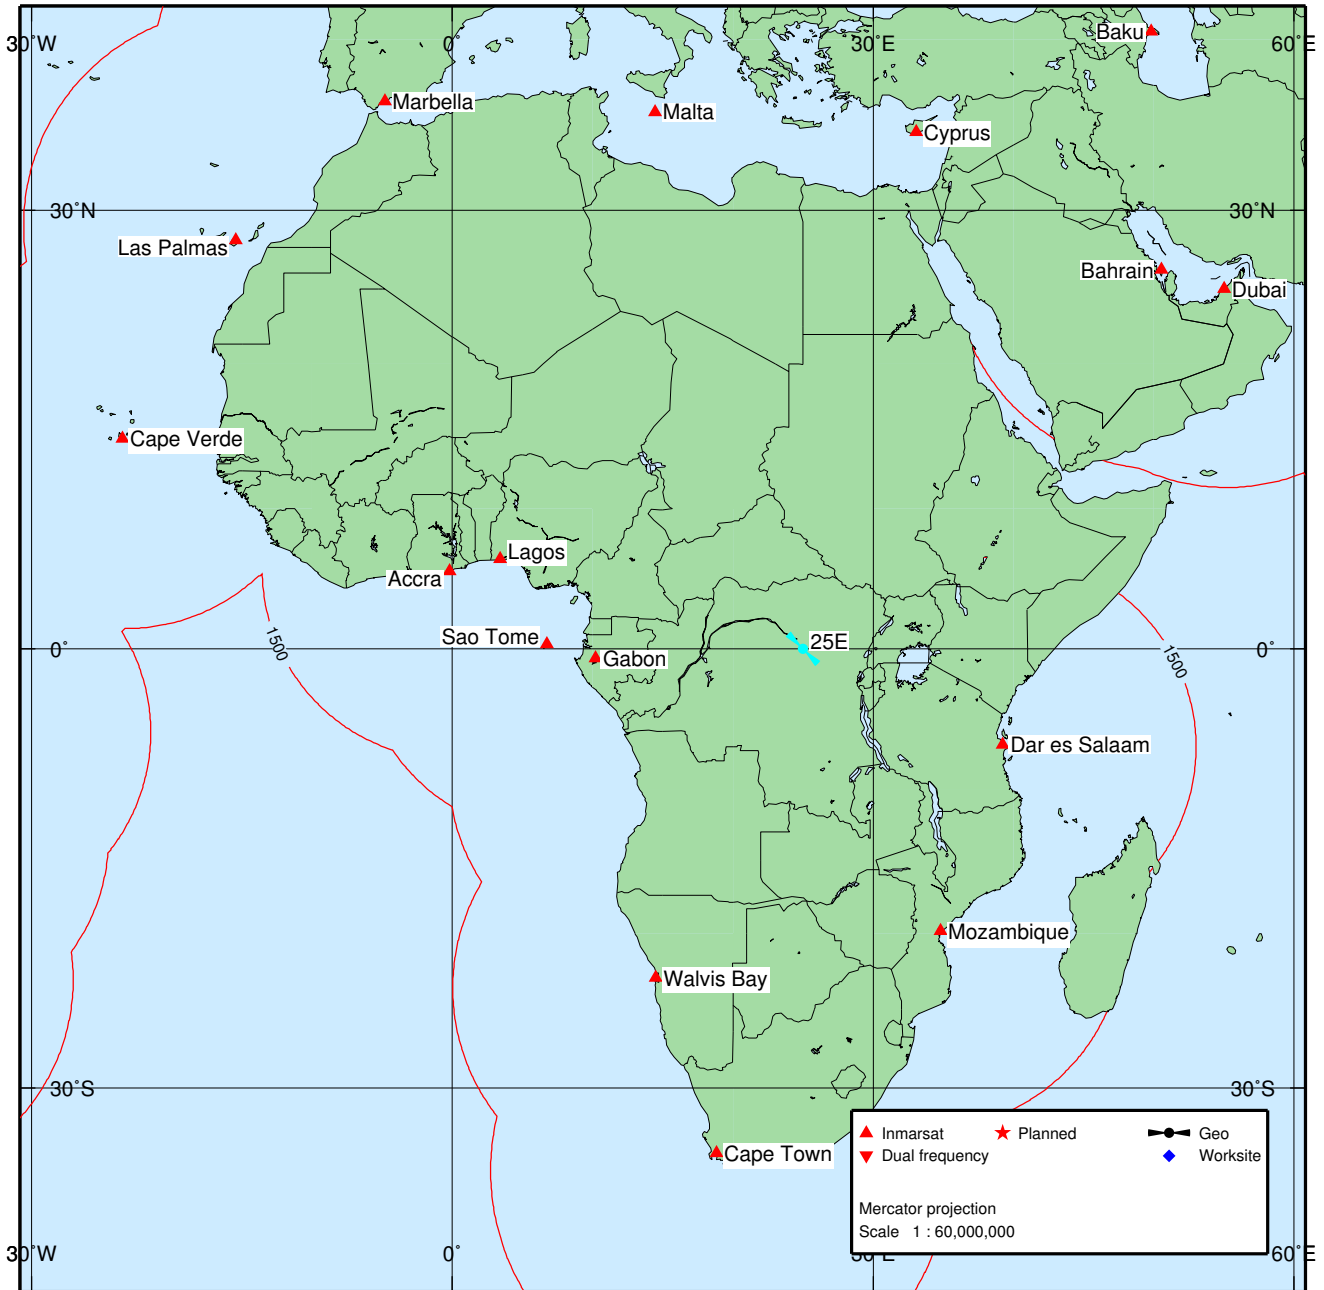 30°W
0°
30°E
60°E
Baku
Marbella
Malta
Cyprus
30°N
30°N
Las Palmas
Bahrain
Dubai
Cape Verde
Lagos
Accra
Sao Tome
25E
0°
1500
Gabon
1500
0°
Dar es Salaam
Mozambique
Walvis Bay
30°S
30°S
Inmarsat
Planned
Geo
Dual frequency
Worksite
Cape Town
Mercator projection
Scale 1 : 60,000,000
30°W
0°
30°E
60°E